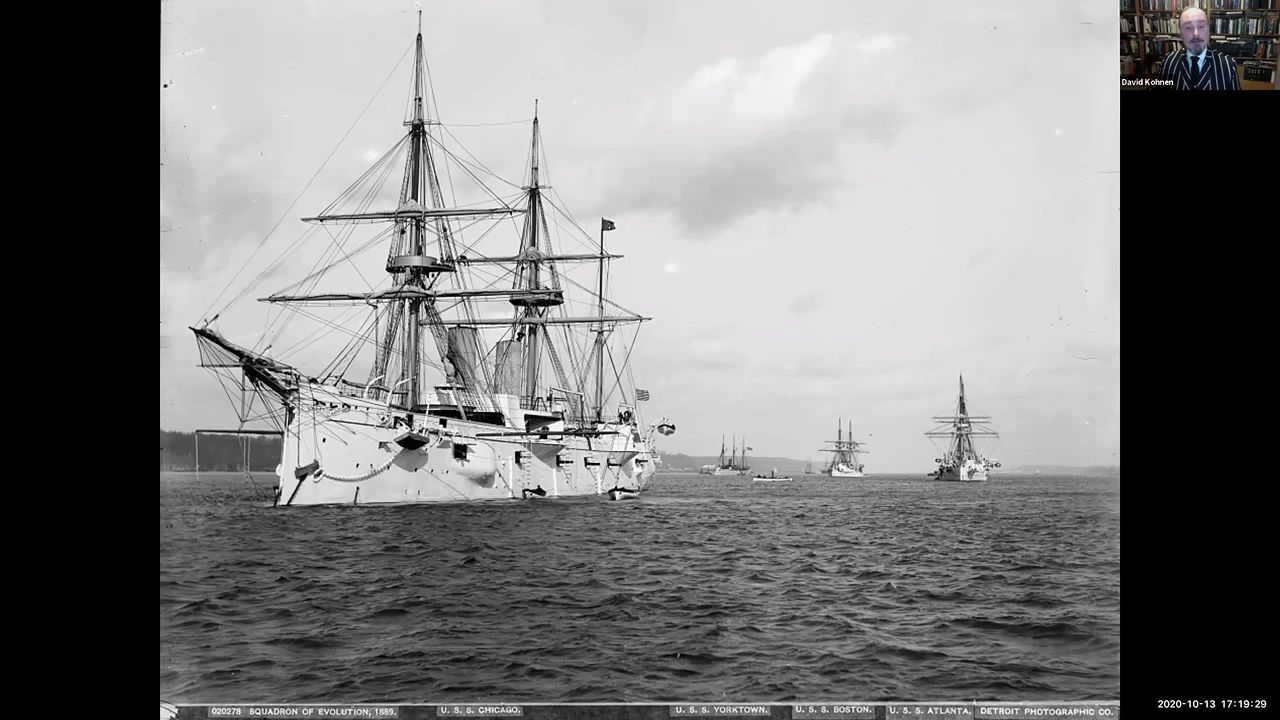 David Kohnen
020278 SQUADRON OF EVOLUTION, 1889. U. S. S. CHICAGO. U. S. S. YORKTOWN. U. S. S. BOSTON. U. S. S. ATLANTA. DETROIT PHOTOGRAPHIC CO.
2020-10-13 17:19:29